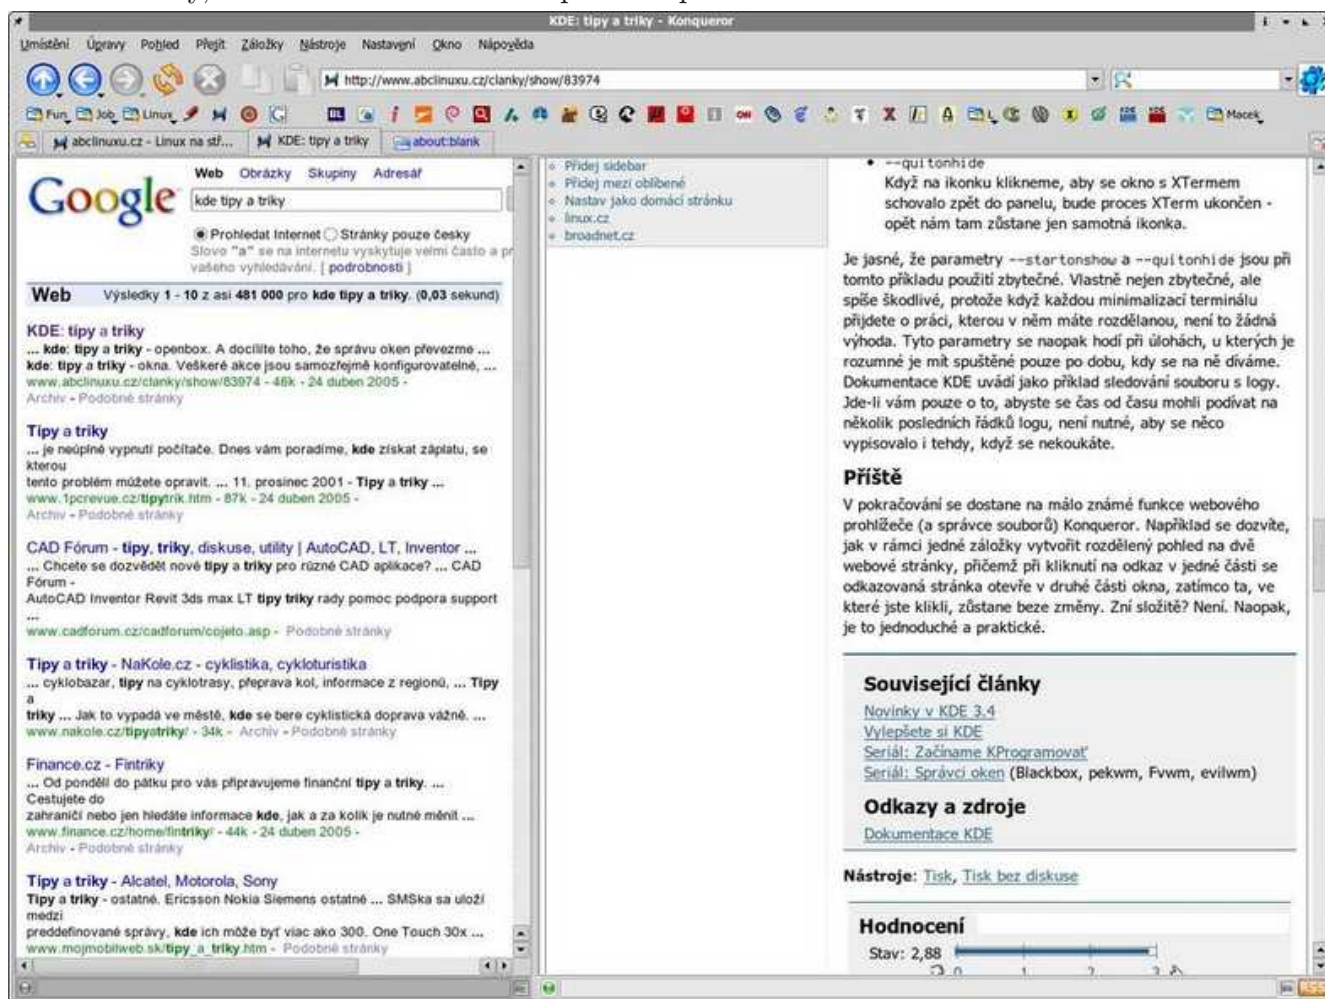 KDE: tipy a triky - Konqueror
Umístění Úpravy Pohled Přejít Záložky Nástroje Nastavení Okno Nápověda
http://www.abclinuxu.cz/clanky/show/83974
Fun Job Linux Macek
abclinuxu.cz - Linux na stř... KDE: tipy a triky about:blank
Google
Web Obrázky Skupiny Adresář
kde tipy a triky
Prohledat Internet Stránky pouze česky
Slovo "a" se na internetu vyskytuje velmi často a pr
vašeho vyhledávání. [ podrobnosti ]
Web Výsledky 1 - 10 z asi 481 000 pro kde tipy a triky. (0,03 sekund)
KDE: tipy a triky
... kde: tipy a triky - openbox. A docílíte toho, že správu oken převezme ...
kde: tipy a triky - okna. Veškeré akce jsou samozřejmě konfigurovatelné, ...
www.abclinuxu.cz/clanky/show/83974 - 46k - 24 duben 2005 -
Archiv - Podobné stránky
Tipy a triky
... je neúplné vypnutí počítače. Dnes vám poradíme, kde získat záplatu, se
kterou
tento problém můžete opravit. ... 11. prosinec 2001 - Tipy a triky ...
www.1pcrevue.cz/tipytrik.htm - 87k - 24 duben 2005 -
Archiv - Podobné stránky
CAD Fórum - tipy, triky, diskuse, utility | AutoCAD, LT, Inventor ...
... Chcete se dozvědět nové tipy a triky pro různé CAD aplikace? ... CAD
Fórum -
AutoCAD Inventor Revit 3ds max LT tipy triky rady pomoc podpora support
...
www.cadforum.cz/cadforum/cojeto.asp - Podobné stránky
Tipy a triky - NaKole.cz - cyklistika, cykloturistika
... cyklobazar, tipy na cyklotrasy, přeprava kol, informace z regionů, ... Tipy
a
triky ... Jak to vypadá ve městě, kde se bere cyklistická doprava vážně. ...
www.nakole.cz/tipyatriky/ - 34k - Archiv - Podobné stránky
Finance.cz - Fintriky
... Od pondělí do pátku pro vás připravujeme finanční tipy a triky. ...
Cestujete do
zahraničí nebo jen hledáte informace kde, jak a za kolik je nutné měnit ...
www.finance.cz/home/fintriky/ - 44k - 24 duben 2005 -
Archiv - Podobné stránky
Tipy a triky - Alcatel, Motorola, Sony
Tipy a triky - ostatné. Ericsson Nokia Siemens ostatné ... SMSka sa uloží
medzi
preddefinované správy, kde ich môže byť viac ako 300. One Touch 30x ...
www.mojmobilweb.sk/tipy_a_triky.htm - Podobné stránky
Přidej sidebar
Přidej mezi oblíbené
Nastav jako domácí stránku
linux.cz
broadnet.cz
--quitonhide
Když na ikonku klikneme, aby se okno s XTermem
schovalo zpět do panelu, bude proces XTerm ukončen -
opět nám tam zůstane jen samotná ikonka.
Je jasné, že parametry --startonshow a --quitonhide jsou při
tomto příkladu použití zbytečné. Vlastně nejen zbytečné, ale
spíše škodlivé, protože když každou minimalizací terminálu
přijdete o práci, kterou v něm máte rozdělanou, není to žádná
výhoda. Tyto parametry se naopak hodí při úlohách, u kterých je
rozumné je mít spuštěné pouze po dobu, kdy se na ně díváme.
Dokumentace KDE uvádí jako příklad sledování souboru s logy.
Jde-li vám pouze o to, abyste se čas od času mohli podívat na
několik posledních řádků logu, není nutné, aby se něco
vypisovalo i tehdy, když se nekoukáte.
Příště
V pokračování se dostane na málo známé funkce webového
prohlížeče (a správce souborů) Konqueror. Například se dozvíte,
jak v rámci jedné záložky vytvořit rozdělený pohled na dvě
webové stránky, přičemž při kliknutí na odkaz v jedné části se
odkazovaná stránka otevře v druhé části okna, zatímco ta, ve
které jste klikli, zůstane beze změny. Zní složitě? Není. Naopak,
je to jednoduché a praktické.
Související články
Novinky v KDE 3.4
Vylepšete si KDE
Seriál: Začíname KProgramovať
Seriál: Správci oken (Blackbox, pekwm, Fvwm, evilwm)
Odkazy a zdroje
Dokumentace KDE
Nástroje: Tisk, Tisk bez diskuse
Hodnocení
Stav: 2,88
0 1 2 3